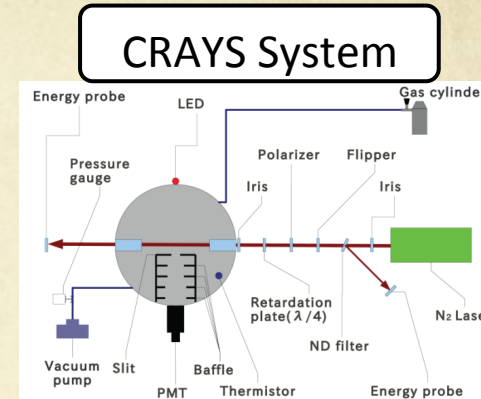 CRAYS System
Energy probe
LED
Gas cylinde
Pressure
gauge
Polarizer
Flipper
Iris
Iris
Retardation
plate(λ/4)
N2 Lase
ND filter
Vacuum
pump
Slit
Baffle
PMT
Thermistor
Energy probe